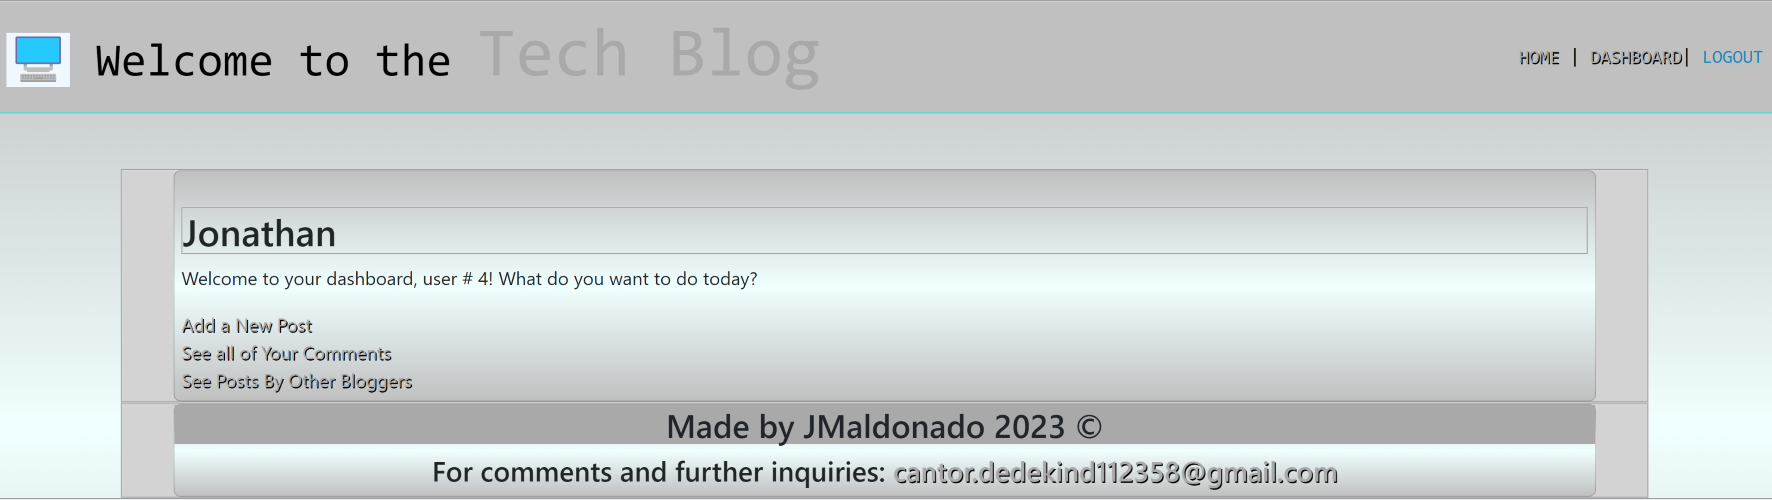 Welcome to the Tech Blog
HOME | DASHBOARD| LOGOUT
Jonathan
Welcome to your dashboard, user # 4! What do you want to do today?
Add a New Post
See all of Your Comments
See Posts By Other Bloggers
Made by JMaldonado 2023 ©
For comments and further inquiries: cantor.dedekind112358@gmail.com